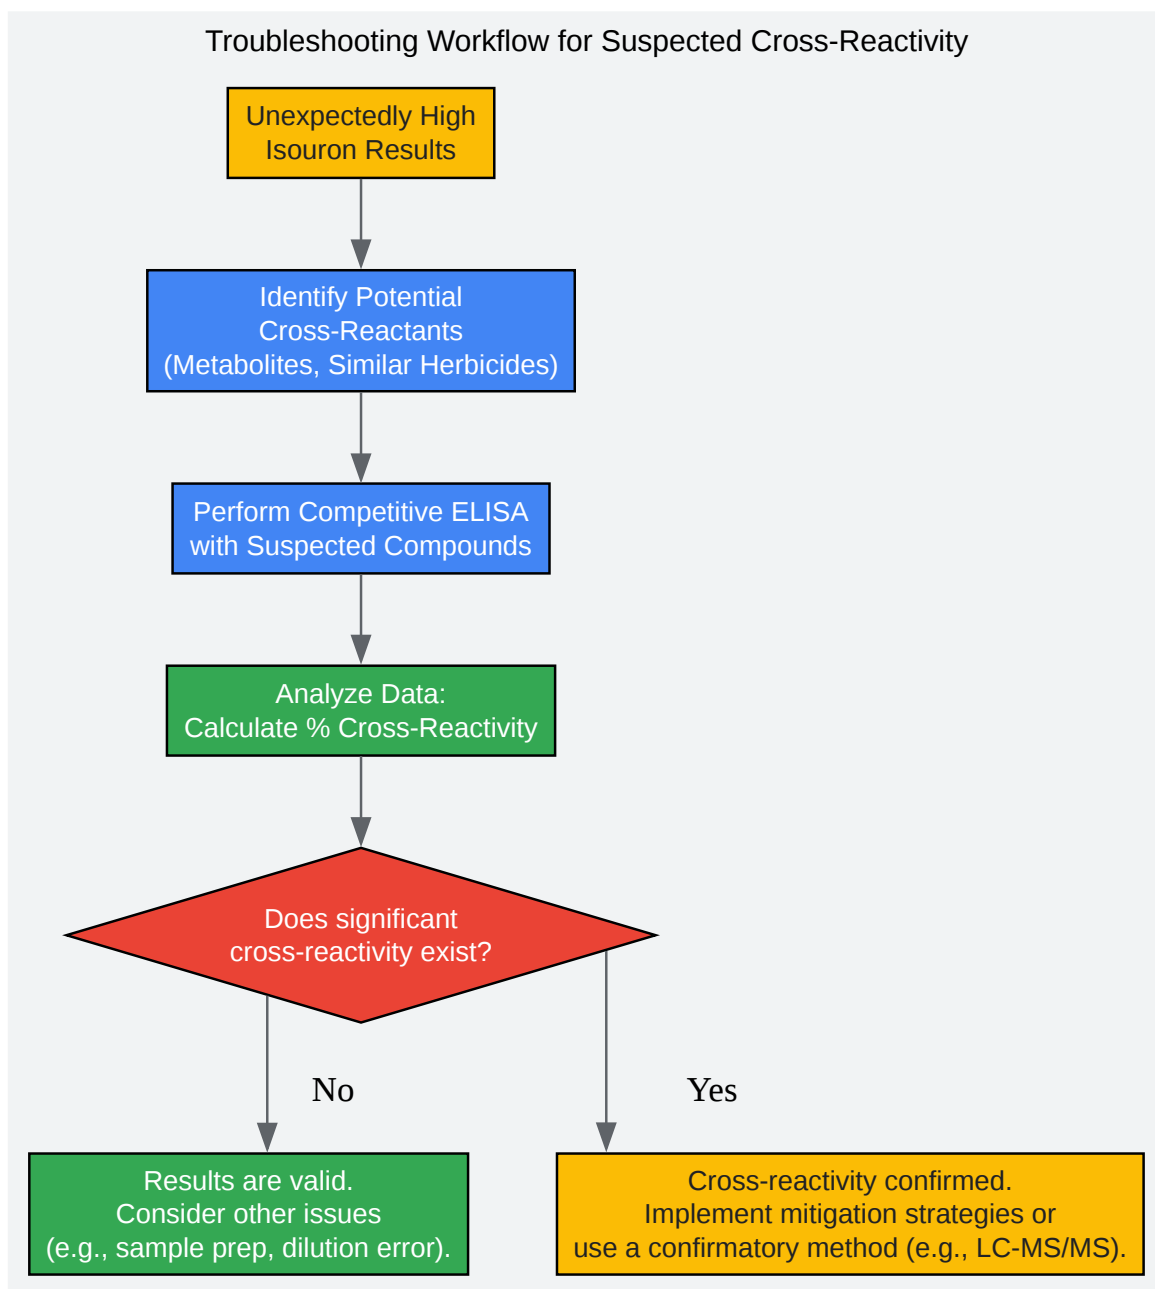 Troubleshooting Workflow for Suspected Cross-Reactivity
Unexpectedly High
Isouron Results
Identify Potential
Cross-Reactants
(Metabolites, Similar Herbicides)
Perform Competitive ELISA
with Suspected Compounds
Analyze Data:
Calculate % Cross-Reactivity
Does significant
cross-reactivity exist?
No
Yes
Results are valid.
Consider other issues
(e.g., sample prep, dilution error).
Cross-reactivity confirmed.
Implement mitigation strategies or
use a confirmatory method (e.g., LC-MS/MS).